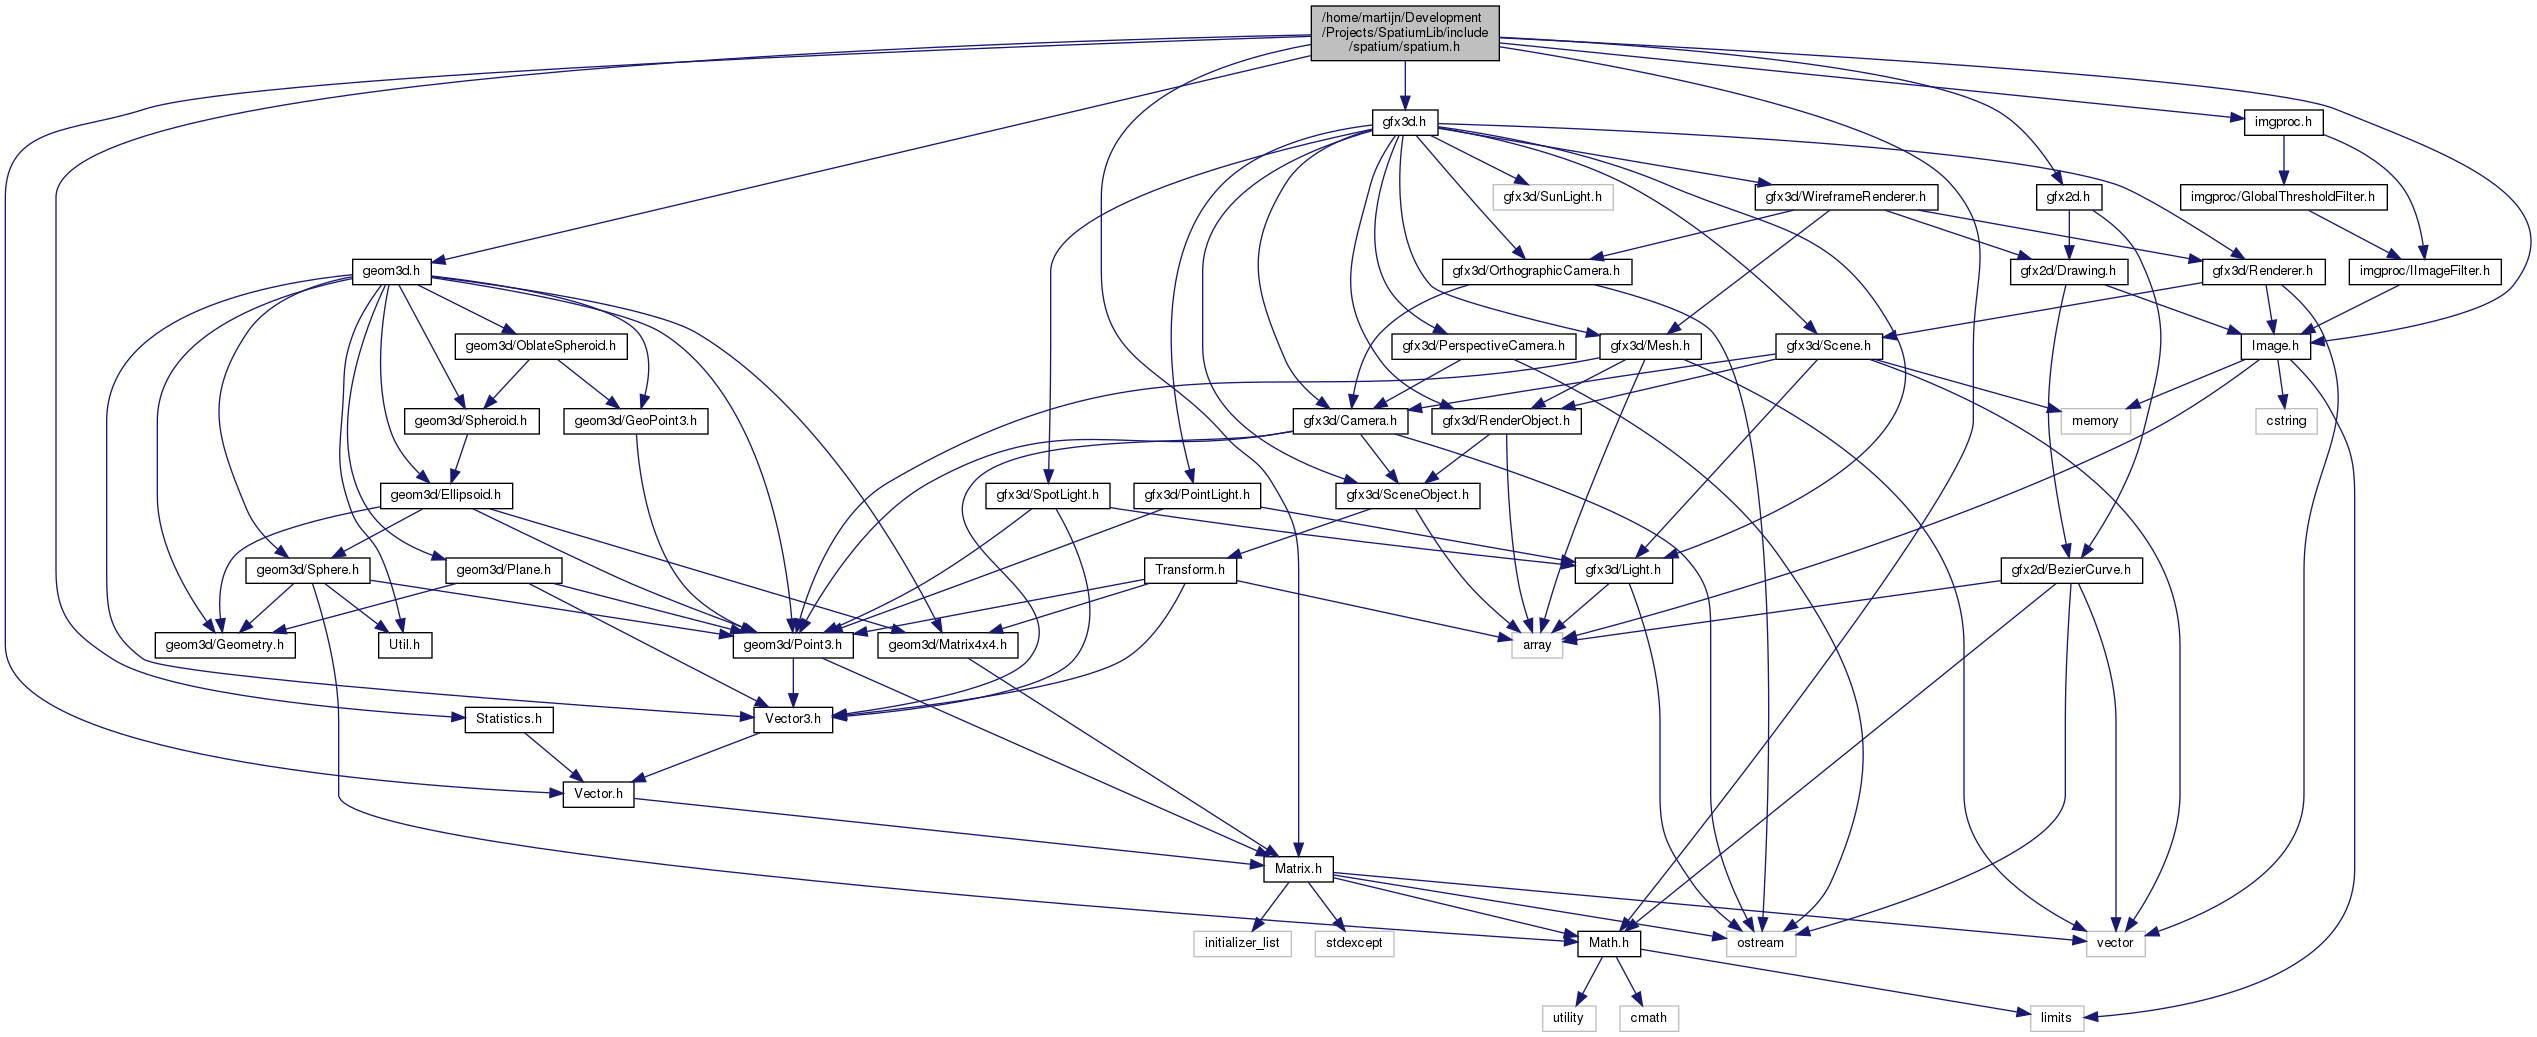 /home/martijn/Development
/Projects/SpatiumLib/include
/spatium/spatium.h
gfx3d.h
imgproc.h
gfx3d/SunLight.h
gfx3d/WireframeRenderer.h
gfx2d.h
imgproc/GlobalThresholdFilter.h
geom3d.h
gfx3d/OrthographicCamera.h
gfx2d/Drawing.h
gfx3d/Renderer.h
imgproc/IImageFilter.h
geom3d/OblateSpheroid.h
gfx3d/PerspectiveCamera.h
gfx3d/Mesh.h
gfx3d/Scene.h
Image.h
geom3d/Spheroid.h
geom3d/GeoPoint3.h
gfx3d/Camera.h
gfx3d/RenderObject.h
memory
cstring
geom3d/Ellipsoid.h
gfx3d/SpotLight.h
gfx3d/PointLight.h
gfx3d/SceneObject.h
geom3d/Sphere.h
geom3d/Plane.h
Transform.h
gfx3d/Light.h
gfx2d/BezierCurve.h
geom3d/Geometry.h
Util.h
geom3d/Point3.h
geom3d/Matrix4x4.h
array
Statistics.h
Vector3.h
Vector.h
Matrix.h
initializer_list
stdexcept
Math.h
ostream
vector
utility
cmath
limits